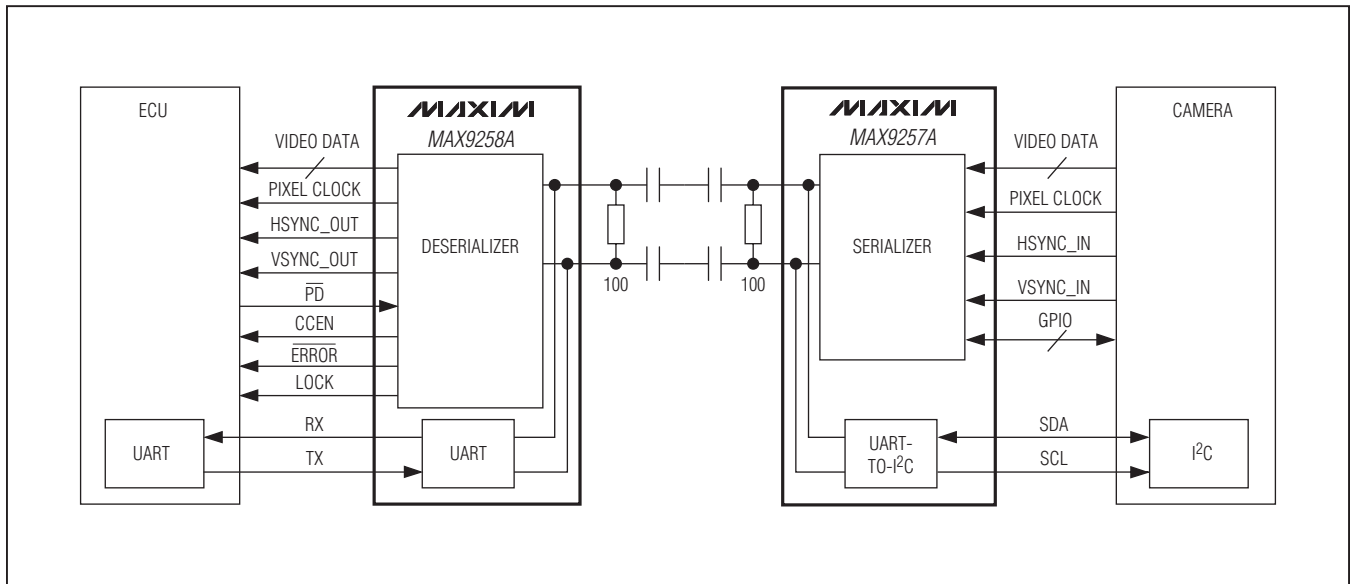 ECU
MAXIM
MAX9258A
VIDEO DATA
PIXEL CLOCK
HSYNC_OUT
VSYNC_OUT
PD
CCEN
ERROR
LOCK
DESERIALIZER
UART
RX
TX
UART
100
100
MAXIM
MAX9257A
SERIALIZER
UART-
TO-I²C
CAMERA
VIDEO DATA
PIXEL CLOCK
HSYNC_IN
VSYNC_IN
GPIO
SDA
SCL
I²C